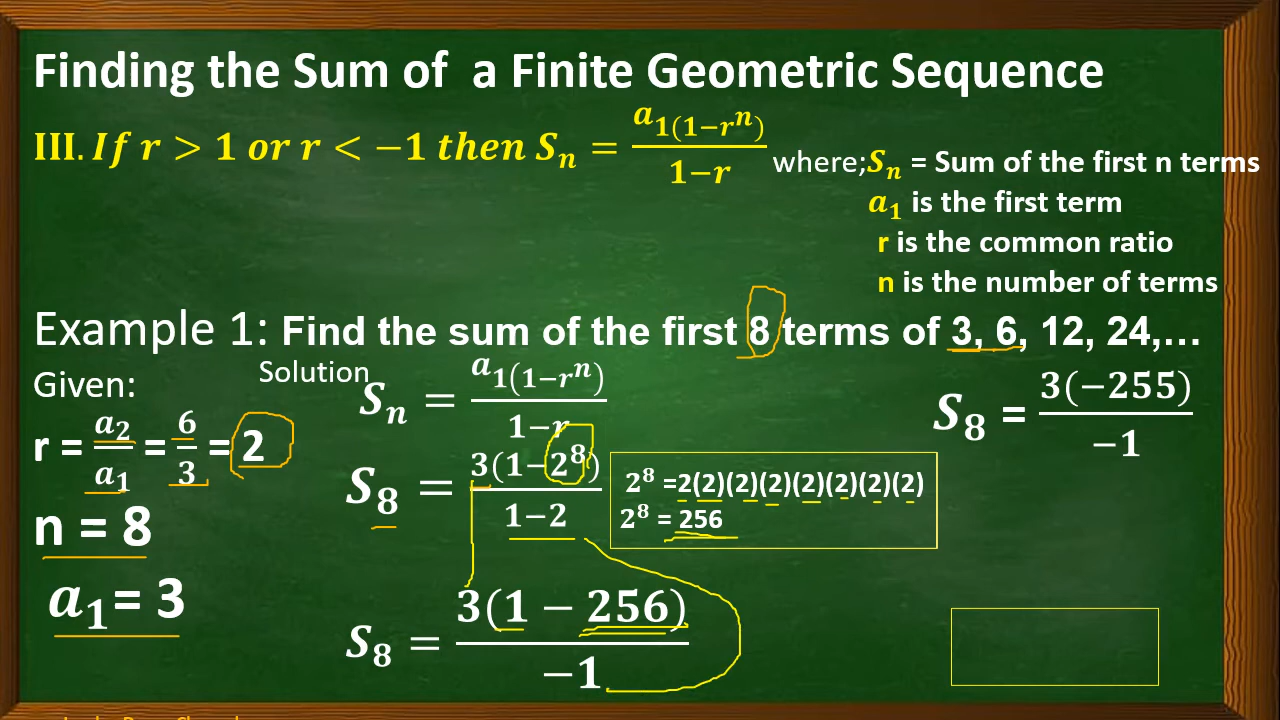 Finding the Sum of a Finite Geometric Sequence
III. If r > 1 or r < −1 then Sₙ = a₁(1−rⁿ) / 1−r
where; Sₙ = Sum of the first n terms
a₁ is the first term
r is the common ratio
n is the number of terms
Example 1: Find the sum of the first 8 terms of 3, 6, 12, 24,…
Given:
r = a₂/a₁ = 6/3 = 2
n = 8
a₁ = 3
Solution
Sₙ = a₁(1−rⁿ) / 1−r
S₈ = 3(1−2⁸) / 1−2
2⁸ =2(2)(2)(2)(2)(2)(2)(2)
2⁸ = 256
S₈ = 3(1 − 256) / −1
S₈ = 3(−255) / −1